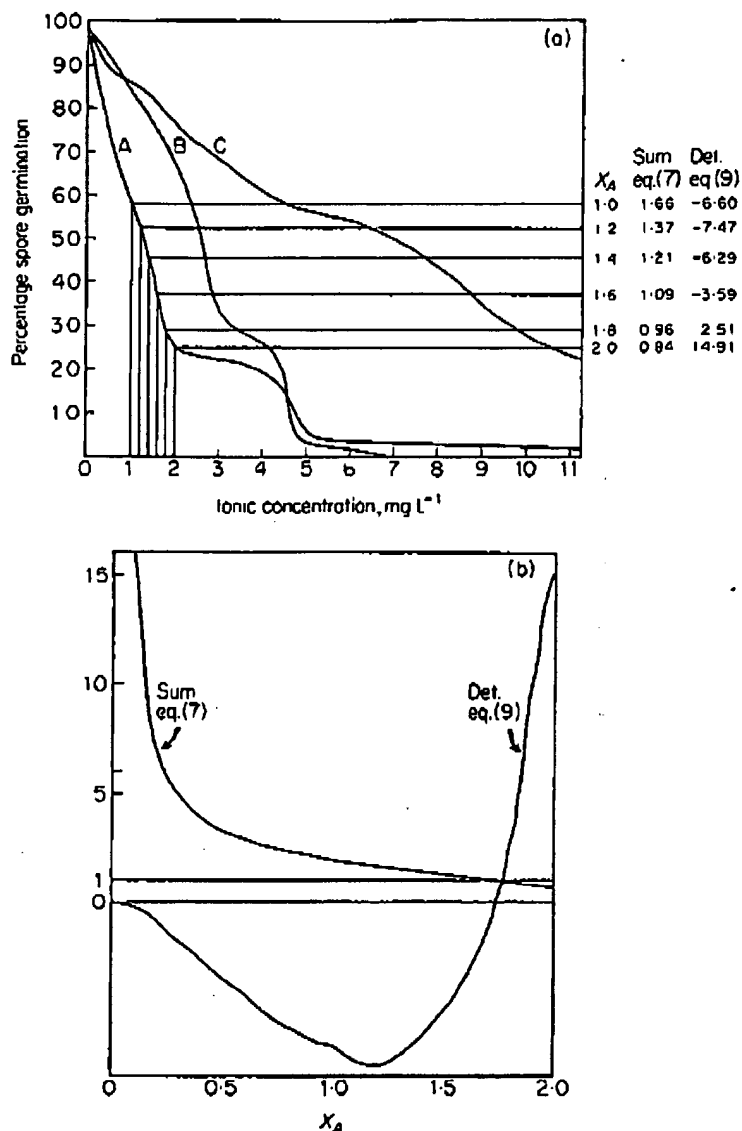 (a)
100
90
80
70
60
50
40
30
20
10
Percentage spore germination
A B C
0 1 2 3 4 5 6 7 8 9 10 11
Ionic concentration, mg L⁻¹
X_A Sum eq.(7) Det. eq(9)
1·0 1·66 -6·60
1·2 1·37 -7·47
1·4 1·21 -6·29
1·6 1·09 -3·59
1·8 0·96 2·51
2·0 0·84 14·91
(b)
15
10
5
1
0
Sum
eq.(7)
Det.
eq.(9)
0 0·5 1·0 1·5 2·0
X_A